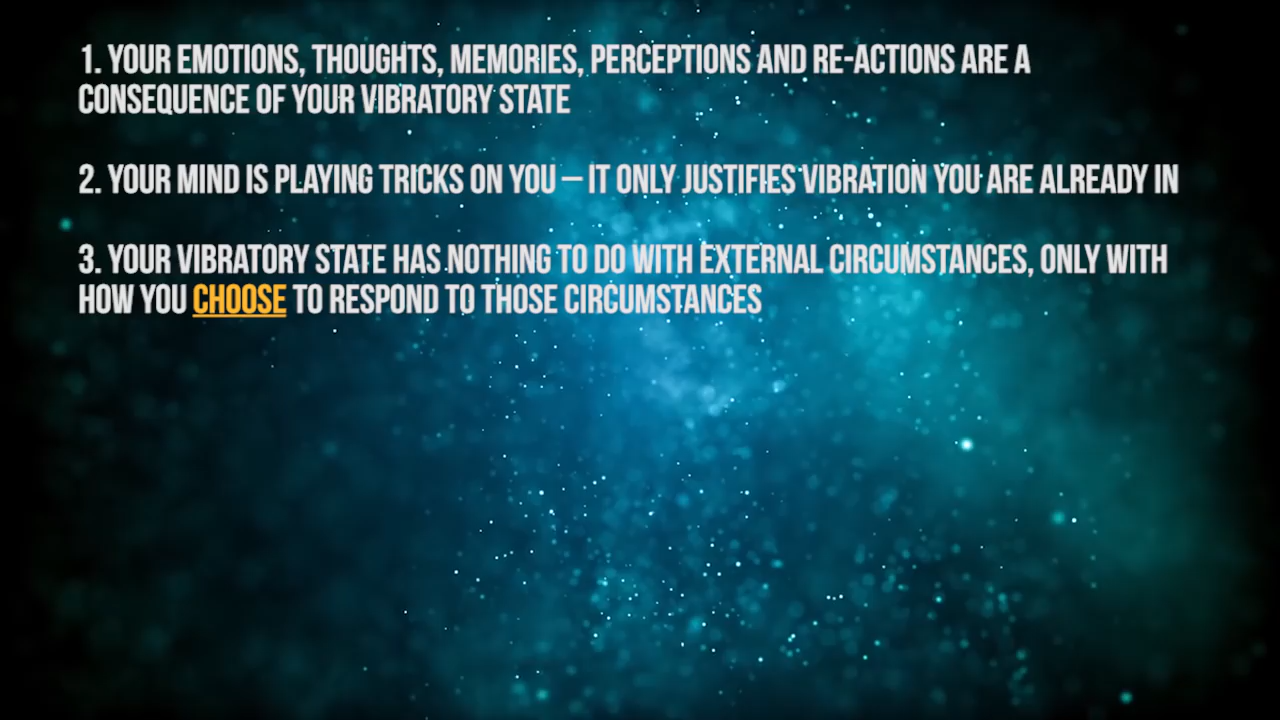 1. YOUR EMOTIONS, THOUGHTS, MEMORIES, PERCEPTIONS AND RE-ACTIONS ARE A
CONSEQUENCE OF YOUR VIBRATORY STATE
2. YOUR MIND IS PLAYING TRICKS ON YOU – IT ONLY JUSTIFIES VIBRATION YOU ARE ALREADY IN
3. YOUR VIBRATORY STATE HAS NOTHING TO DO WITH EXTERNAL CIRCUMSTANCES, ONLY WITH
HOW YOU CHOOSE TO RESPOND TO THOSE CIRCUMSTANCES